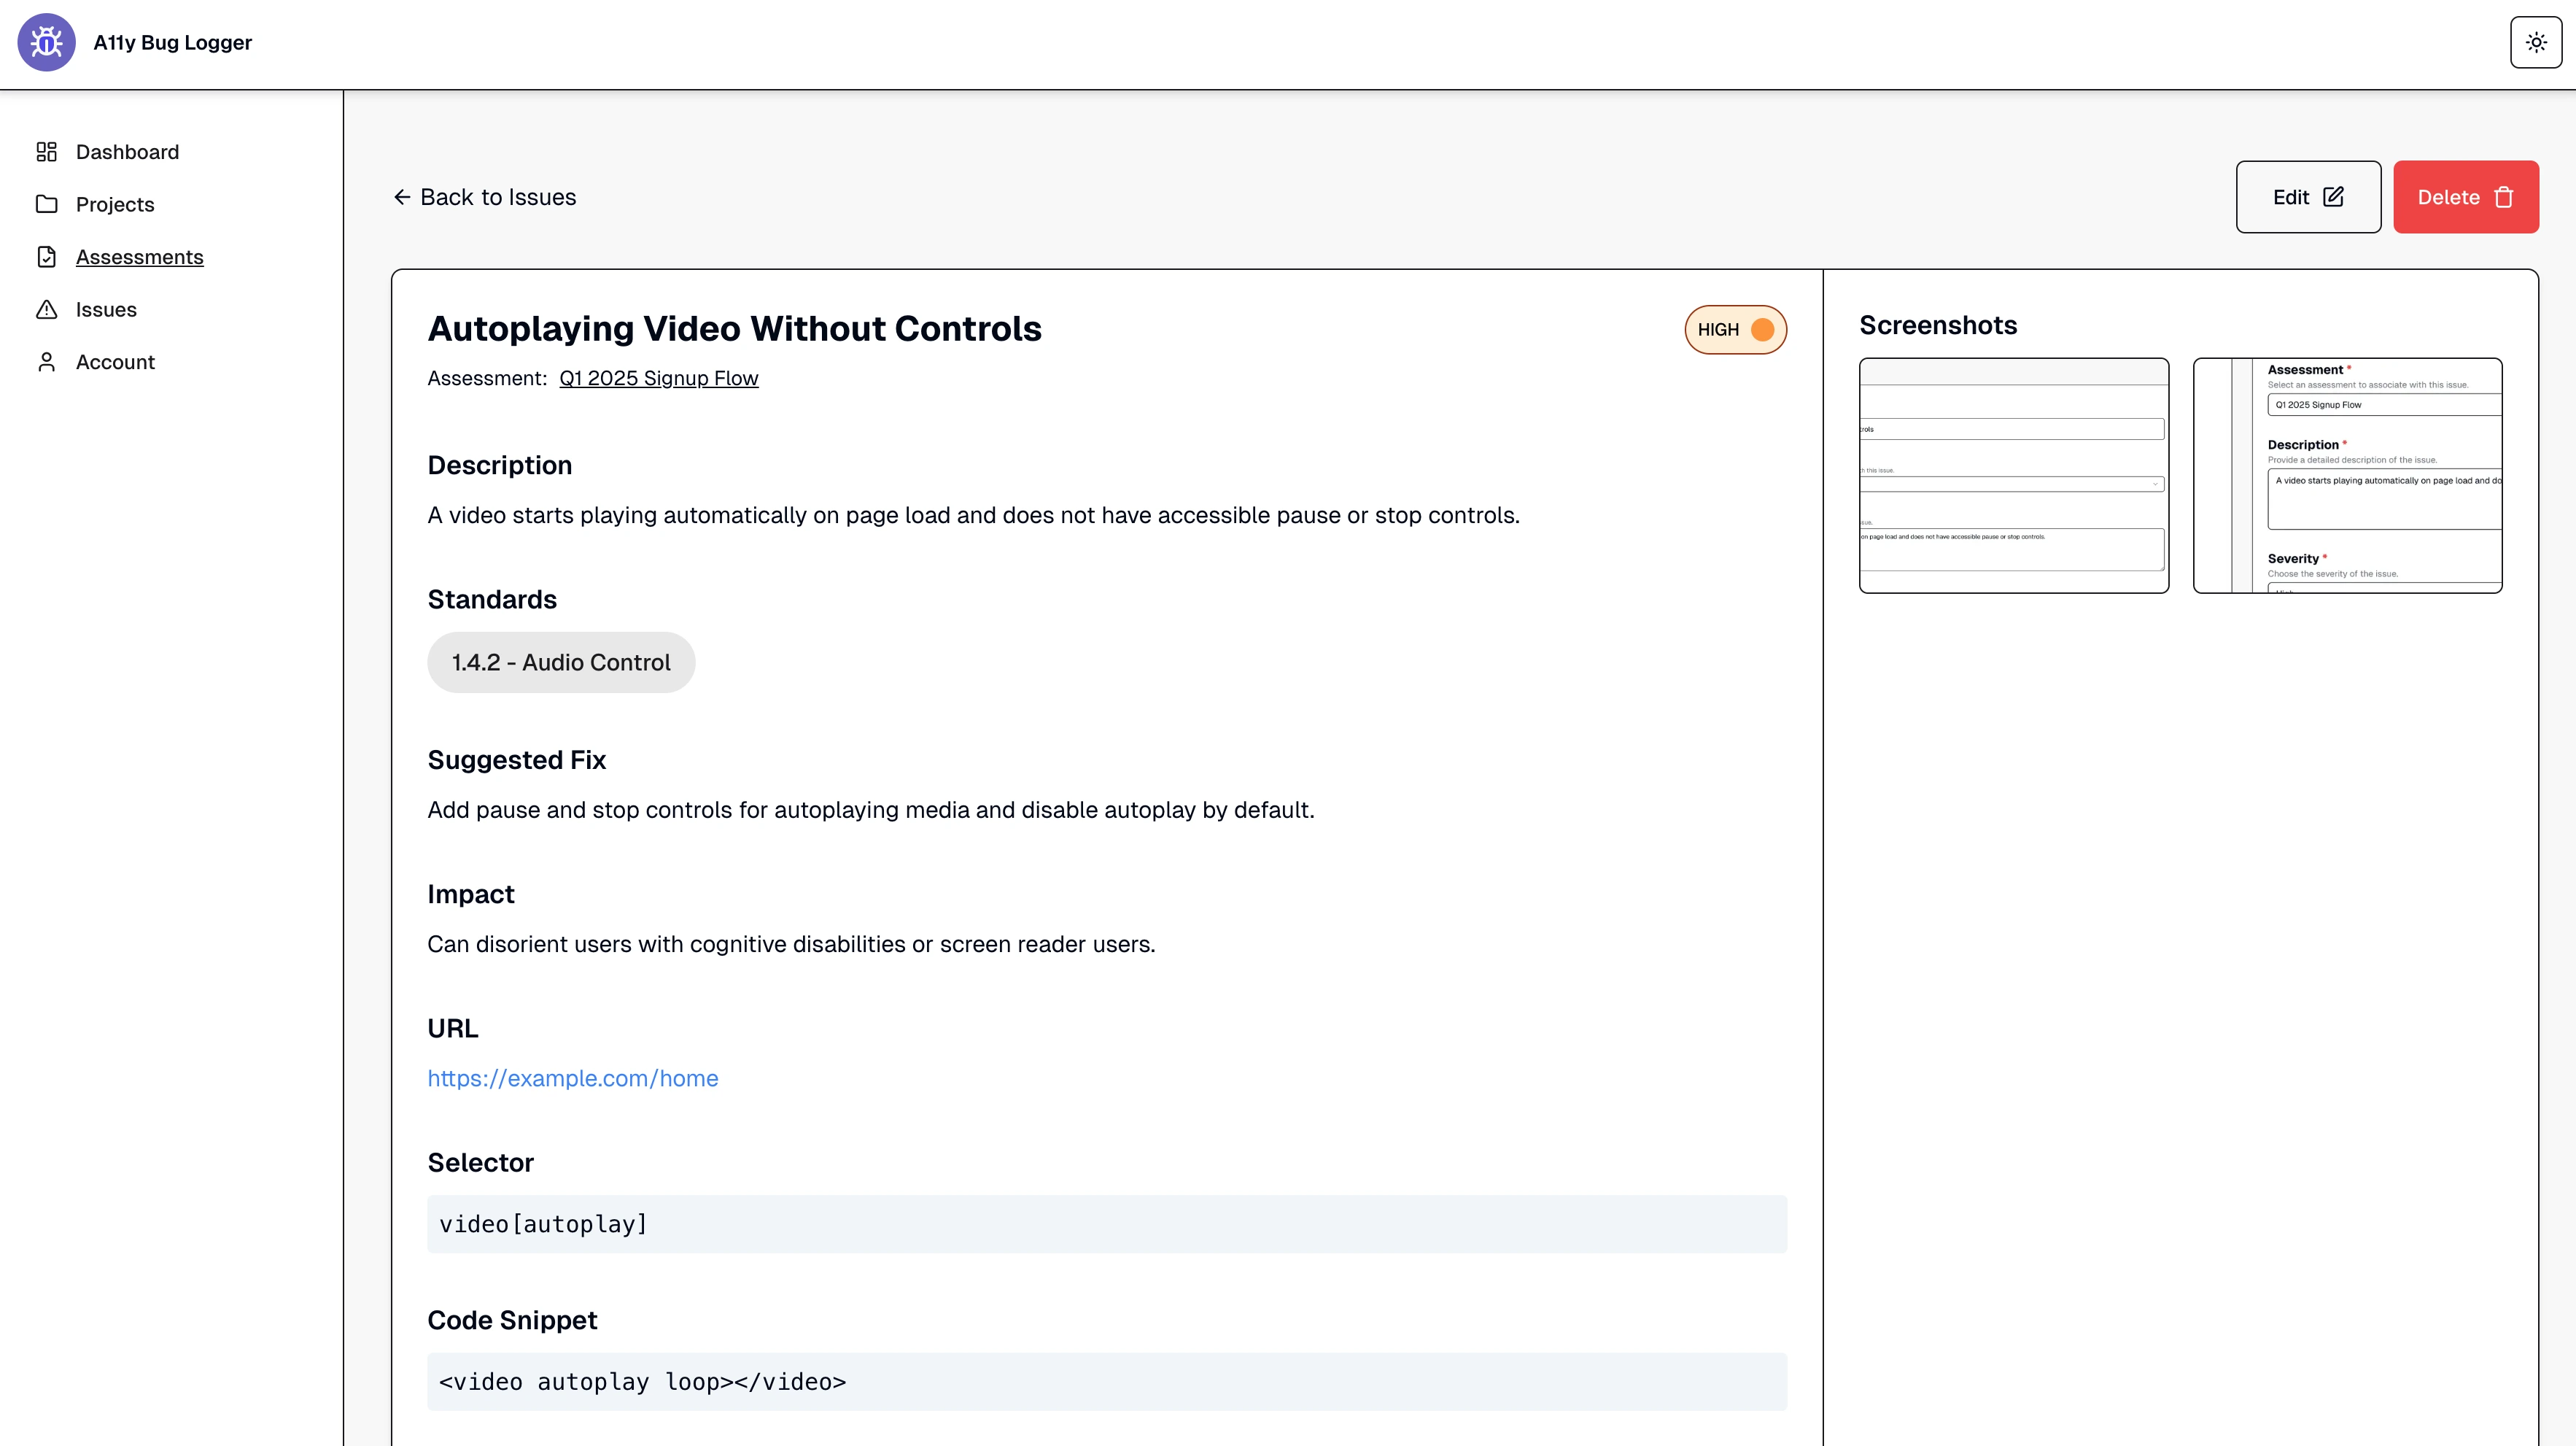 A11y Bug Logger
Dashboard
Projects
Assessments
Issues
Account
Back to Issues
Edit
Delete
Autoplaying Video Without Controls
HIGH
Assessment: Q1 2025 Signup Flow
Description
A video starts playing automatically on page load and does not have accessible pause or stop controls.
Standards
1.4.2 - Audio Control
Suggested Fix
Add pause and stop controls for autoplaying media and disable autoplay by default.
Impact
Can disorient users with cognitive disabilities or screen reader users.
URL
https://example.com/home
Selector
video[autoplay]
Code Snippet
<video autoplay loop></video>
Screenshots
rols
h this issue.
sue.
on page load and does not have accessible pause or stop controls.
Assessment *
Select an assessment to associate with this issue.
Q1 2025 Signup Flow
Description *
Provide a detailed description of the issue.
A video starts playing automatically on page load and do
Severity *
Choose the severity of the issue.